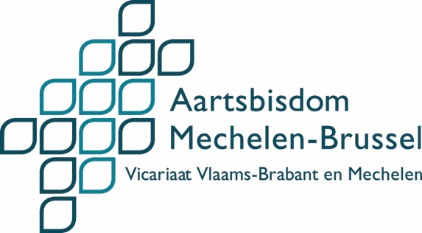 Aartsbisdom
Mechelen-Brussel
Vicariaat Vlaams-Brabant en Mechelen